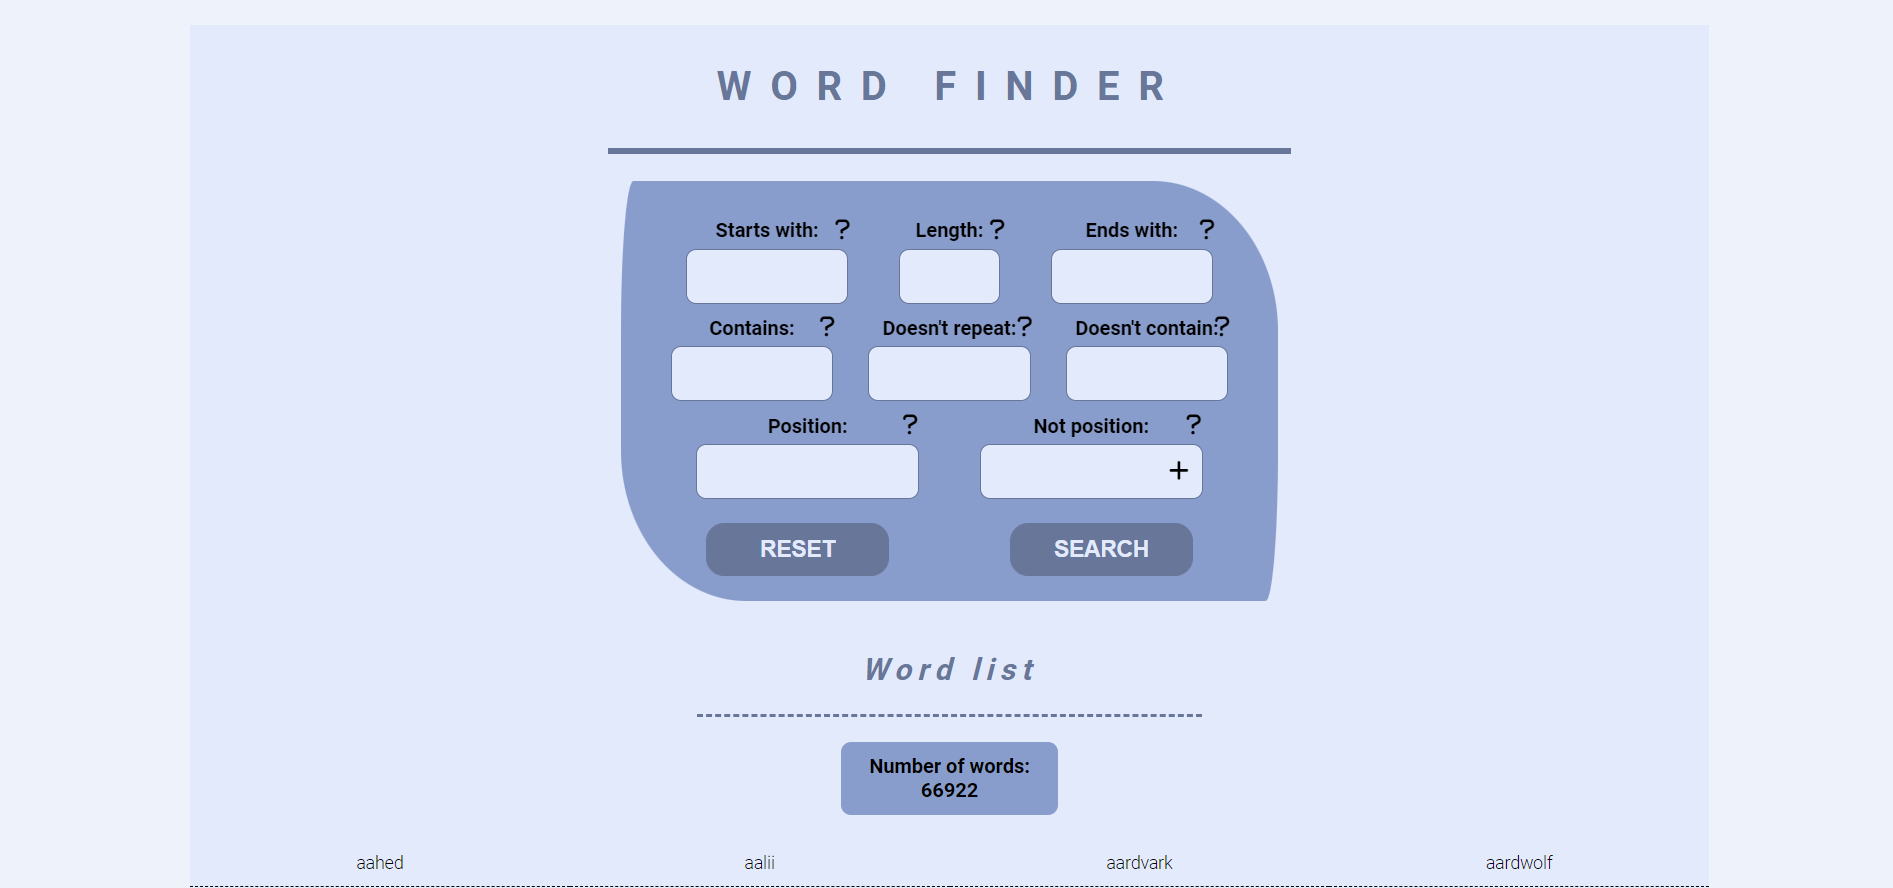 WORD FINDER
Starts with: ? Length: ? Ends with: ?
Contains: ? Doesn't repeat: ? Doesn't contain: ?
Position: ? Not position: ?
+
RESET SEARCH
Word list
Number of words:
66922
aahed aalii aardvark aardwolf